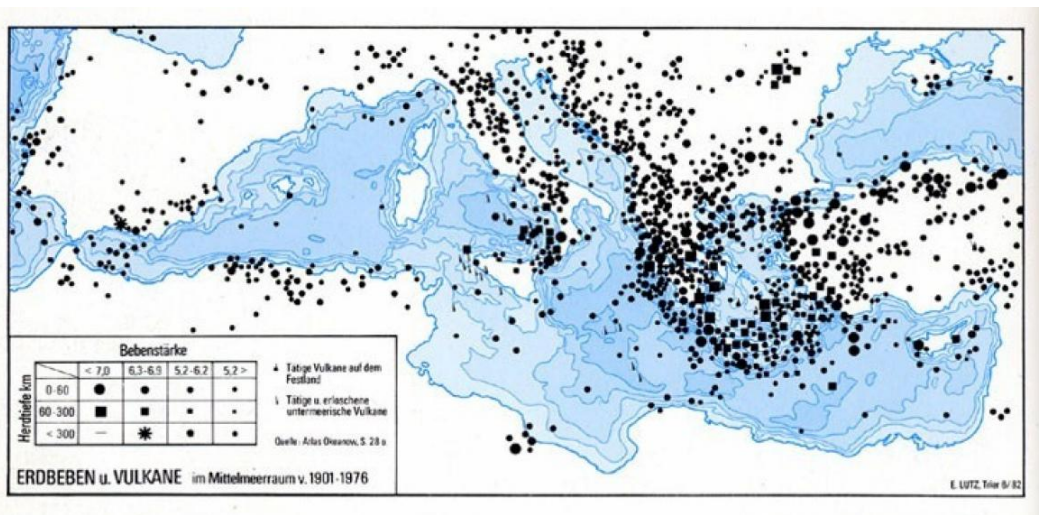 Bebenstärke
< 7,0 6,3-6,9 5,2-6,2 5,2 >
Herdtiefe km
0-60
60-300
< 300 —
Tätige Vulkane auf dem
Festland
Tätige u. erloschene
untermeerische Vulkane
Quelle: Atlas Okeanow, S. 28 a
ERDBEBEN u. VULKANE im Mittelmeerraum v. 1901-1976
E. LUTZ, Trier 6/82